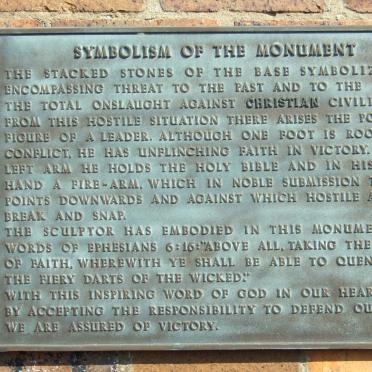 SYMBOLISM OF THE MONUMENT
THE STACKED STONES OF THE BASE SYMBOLIZ
ENCOMPASSING THREAT TO THE PAST AND TO THE
THE TOTAL ONSLAUGHT AGAINST CHRISTIAN CIVILI
FROM THIS HOSTILE SITUATION THERE ARISES THE PO
FIGURE OF A LEADER. ALTHOUGH ONE FOOT IS ROO
CONFLICT, HE HAS UNFLINCHING FAITH IN VICTORY.
LEFT ARM HE HOLDS THE HOLY BIBLE AND IN HIS
HAND A FIRE-ARM, WHICH IN NOBLE SUBMISSION T
POINTS DOWNWARDS AND AGAINST WHICH HOSTILE A
BREAK AND SNAP.
THE SCULPTOR HAS EMBODIED IN THIS MONUME
WORDS OF EPHESIANS 6:16:"ABOVE ALL, TAKING THE
OF FAITH, WHEREWITH YE SHALL BE ABLE TO QUEN
THE FIERY DARTS OF THE WICKED."
WITH THIS INSPIRING WORD OF GOD IN OUR HEAR
BY ACCEPTING THE RESPONSIBILITY TO DEFEND OU
WE ARE ASSURED OF VICTORY.